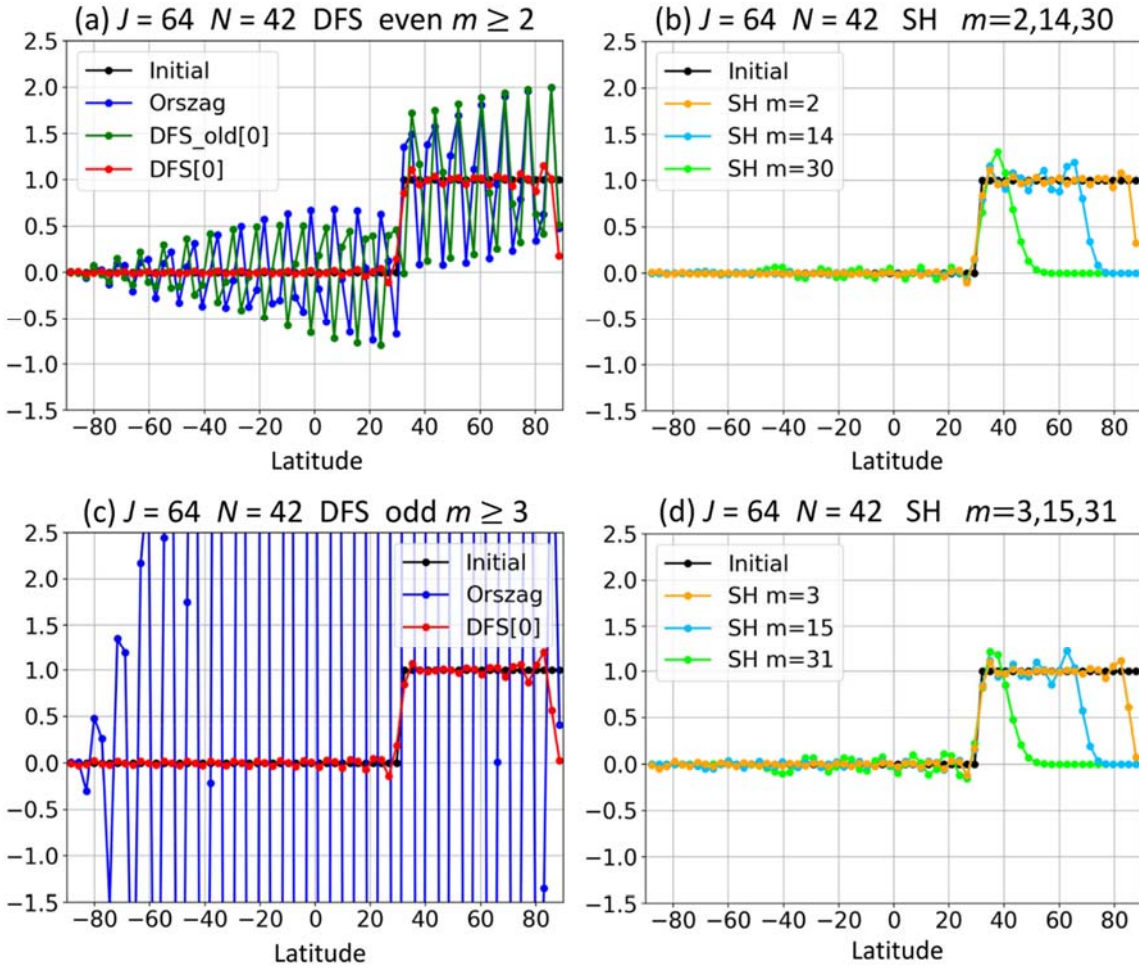 (a) J = 64 N = 42 DFS even m ≥ 2
2.5
2.0
1.5
1.0
0.5
0.0
−0.5
−1.0
−1.5
Initial
Orszag
DFS_old[0]
DFS[0]
−80 −60 −40 −20 0 20 40 60 80
Latitude
(b) J = 64 N = 42 SH m=2,14,30
2.5
2.0
1.5
1.0
0.5
0.0
−0.5
−1.0
−1.5
Initial
SH m=2
SH m=14
SH m=30
−80 −60 −40 −20 0 20 40 60 80
Latitude
(c) J = 64 N = 42 DFS odd m ≥ 3
2.5
2.0
1.5
1.0
0.5
0.0
−0.5
−1.0
−1.5
Initial
Orszag
DFS[0]
−80 −60 −40 −20 0 20 40 60 80
Latitude
(d) J = 64 N = 42 SH m=3,15,31
2.5
2.0
1.5
1.0
0.5
0.0
−0.5
−1.0
−1.5
Initial
SH m=3
SH m=15
SH m=31
−80 −60 −40 −20 0 20 40 60 80
Latitude